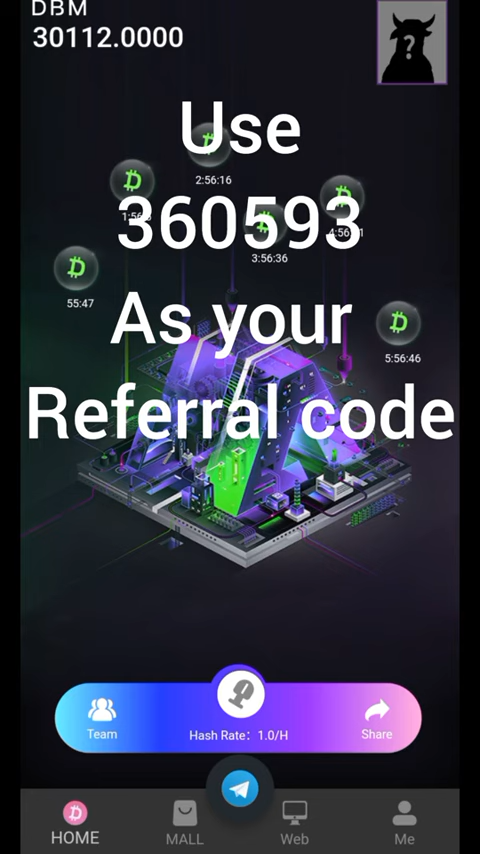 DBM
30112.0000
?
Use
2:56:16
360593
3:56:36
As your
55:47
5:56:46
Referral code
Team
Hash Rate: 1.0/H
Share
HOME
MALL
Web
Me